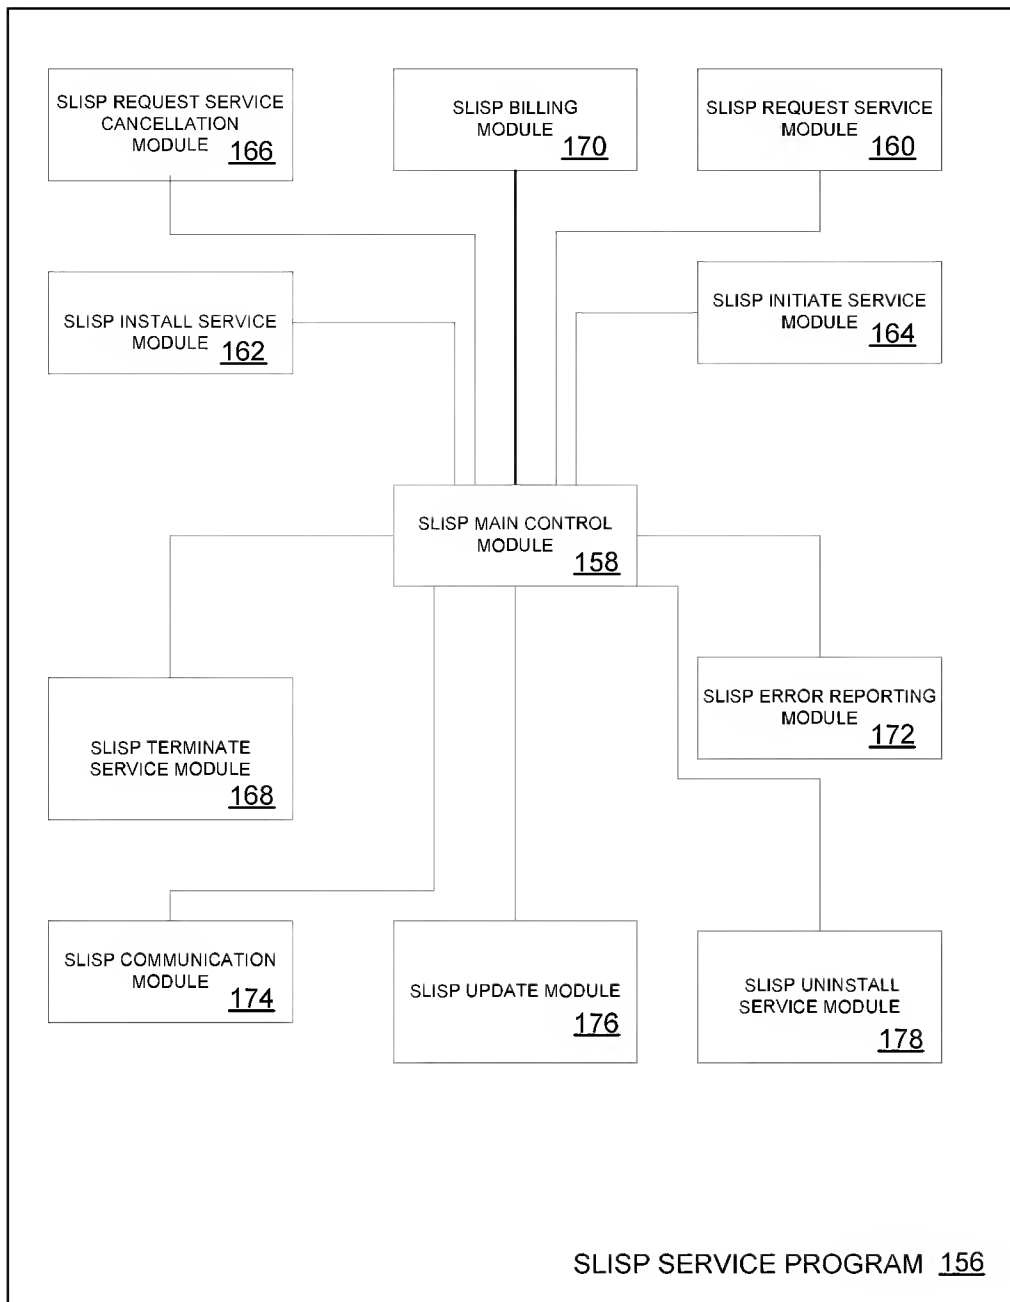 SLISP REQUEST SERVICE
CANCELLATION
MODULE 166
SLISP BILLING
MODULE 170
SLISP REQUEST SERVICE
MODULE 160
SLISP INSTALL SERVICE
MODULE 162
SLISP INITIATE SERVICE
MODULE 164
SLISP MAIN CONTROL
MODULE 158
SLISP TERMINATE
SERVICE MODULE
168
SLISP ERROR REPORTING
MODULE 172
SLISP COMMUNICATION
MODULE 174
SLISP UPDATE MODULE
176
SLISP UNINSTALL
SERVICE MODULE
178
SLISP SERVICE PROGRAM 156